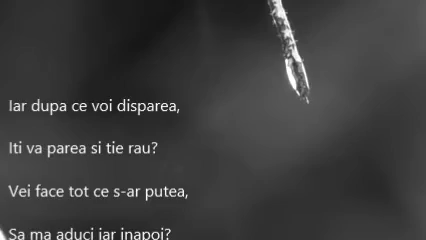 Iar dupa ce voi disparea,
Iti va parea si tie rau?
Vei face tot ce s-ar putea,
Sa ma aduci iar inapoi?